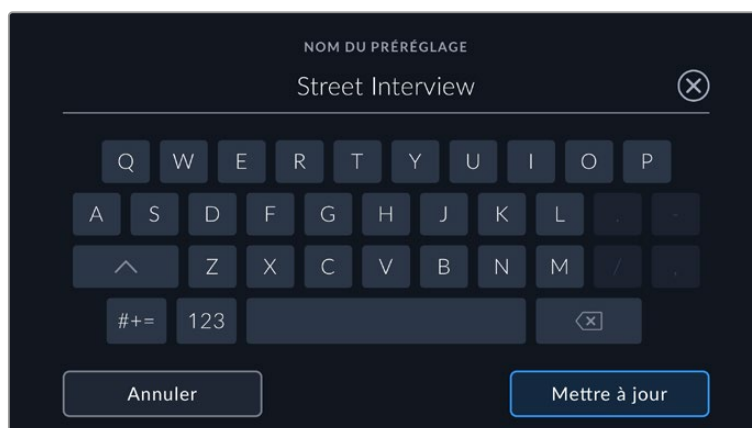 NOM DU PRÉRÉGLAGE
Street Interview
Q W E R T Y U I O P
A S D F G H J K L . -
Z X C V B N M / ,
#+= 123
Annuler Mettre à jour